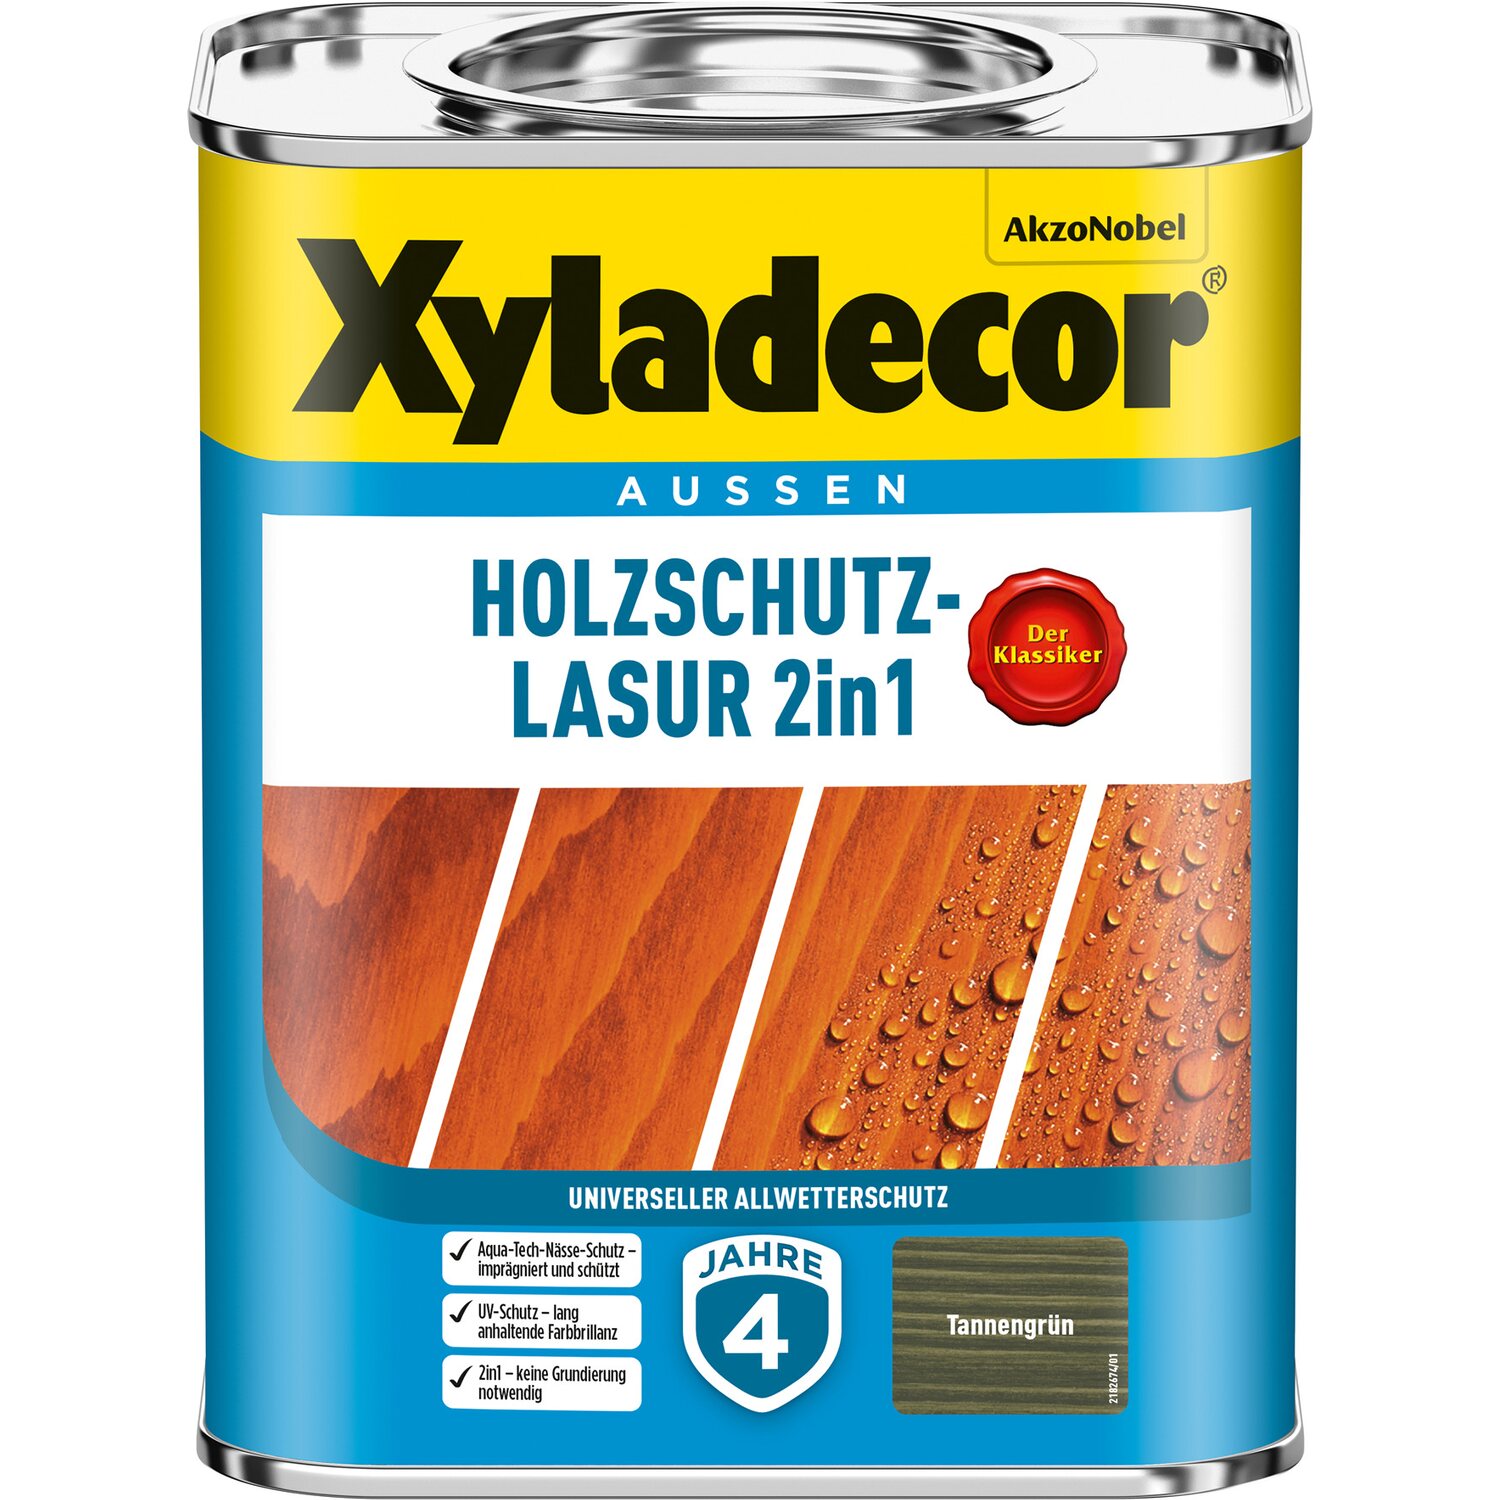 AkzoNobel
Xyladecor®
AUSSEN
HOLZSCHUTZ-
LASUR 2in1
Der
Klassiker
UNIVERSELLER ALLWETTERSCHUTZ
Aqua-Tech-Nässe-Schutz –
imprägniert und schützt
UV-Schutz – lang
anhaltende Farbbrillanz
2in1 – keine Grundierung
notwendig
JAHRE
4
Tannengrün
2182674/01